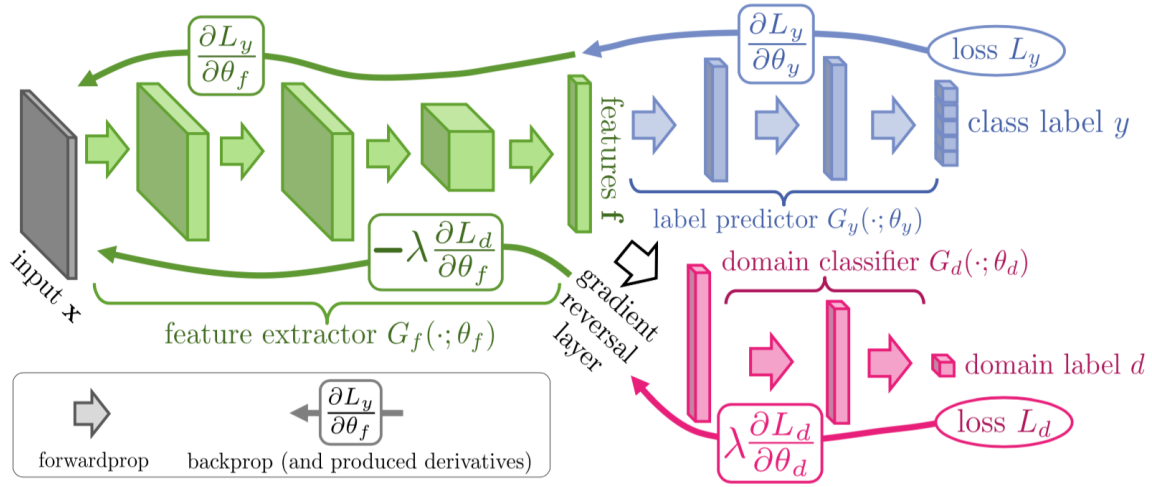 ∂L_y/∂θ_f
∂L_y/∂θ_y
loss L_y
input x
features f
class label y
label predictor G_y(·; θ_y)
−λ ∂L_d/∂θ_f
feature extractor G_f(·; θ_f)
gradient
reversal
layer
domain classifier G_d(·; θ_d)
domain label d
loss L_d
λ ∂L_d/∂θ_d
∂L_y/∂θ_f
forwardprop
backprop (and produced derivatives)